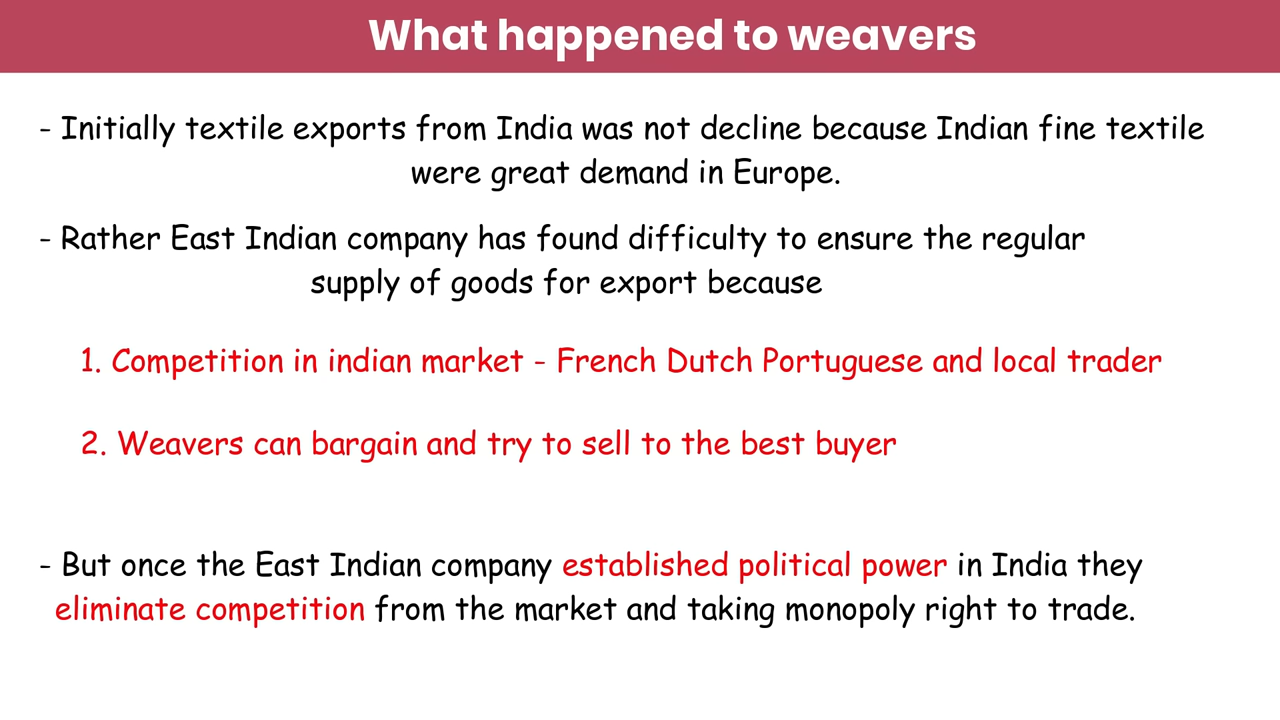 What happened to weavers
- Initially textile exports from India was not decline because Indian fine textile
were great demand in Europe.
- Rather East Indian company has found difficulty to ensure the regular
supply of goods for export because
1. Competition in indian market - French Dutch Portuguese and local trader
2. Weavers can bargain and try to sell to the best buyer
- But once the East Indian company established political power in India they
eliminate competition from the market and taking monopoly right to trade.